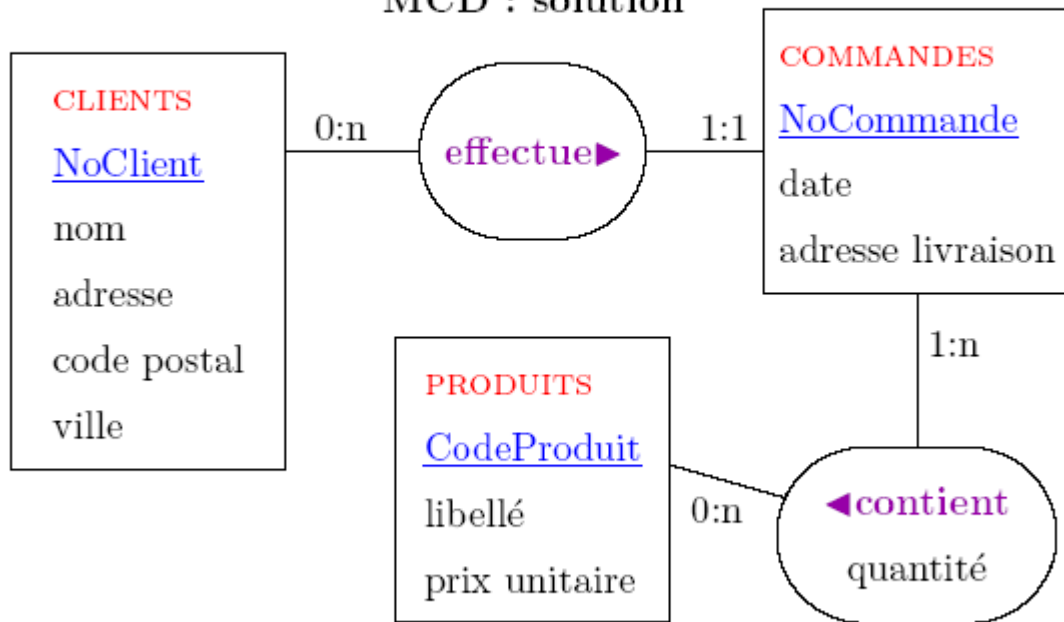 MCD : solution
CLIENTS
NoClient
nom
adresse
code postal
ville
0:n
effectue▶
1:1
COMMANDES
NoCommande
date
adresse livraison
1:n
PRODUITS
CodeProduit
libellé
prix unitaire
0:n
◀contient
quantité